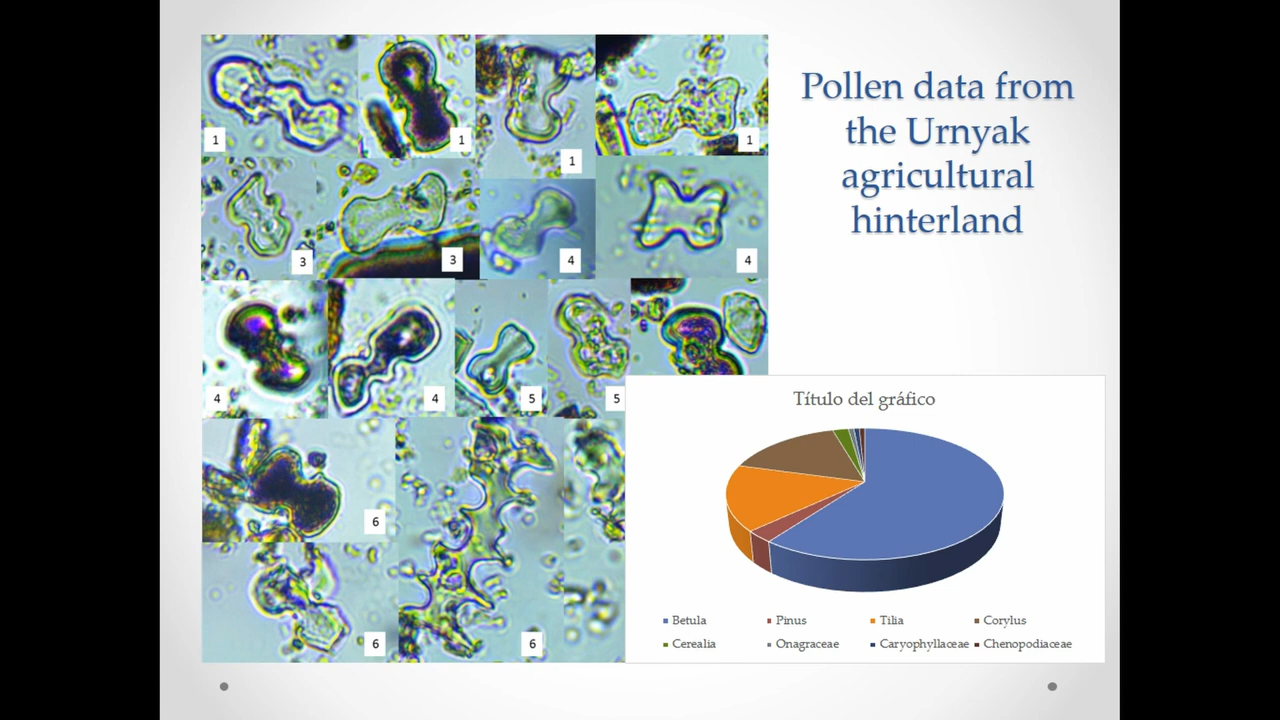 Pollen data from
the Urnyak
agricultural
hinterland
1
1
1
1
3
3
4
4
4
4
5
5
6
6
6
Título del gráfico
Betula
Pinus
Tilia
Corylus
Cerealia
Onagraceae
Caryophyllaceae
Chenopodiaceae